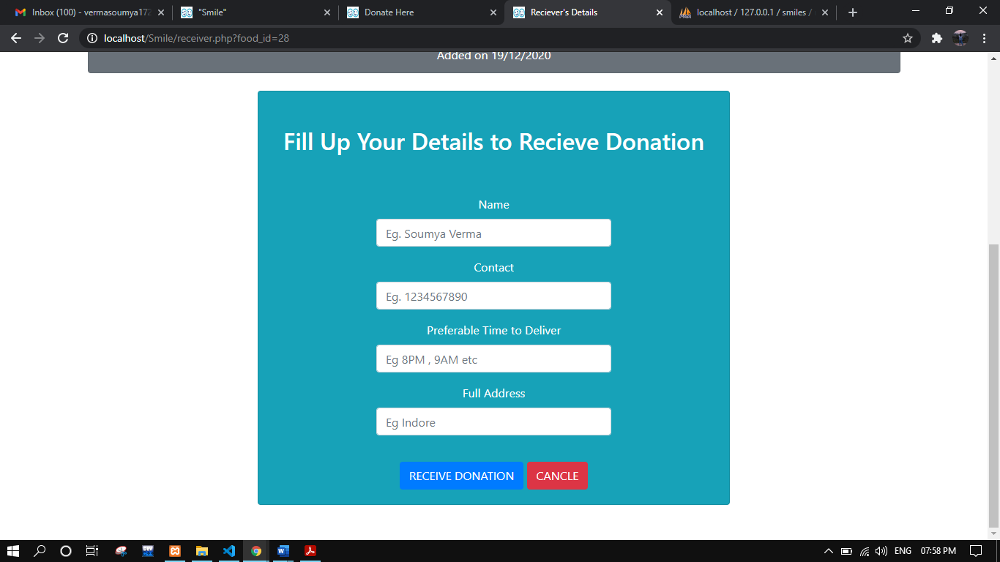 Inbox (100) - vermasoumya172
"Smile"
Donate Here
Reciever's Details
localhost / 127.0.0.1 / smiles /
localhost/Smile/receiver.php?food_id=28
Added on 19/12/2020
Fill Up Your Details to Recieve Donation
Name
Eg. Soumya Verma
Contact
Eg. 1234567890
Preferable Time to Deliver
Eg 8PM , 9AM etc
Full Address
Eg Indore
RECEIVE DONATION CANCLE
ENG 07:58 PM